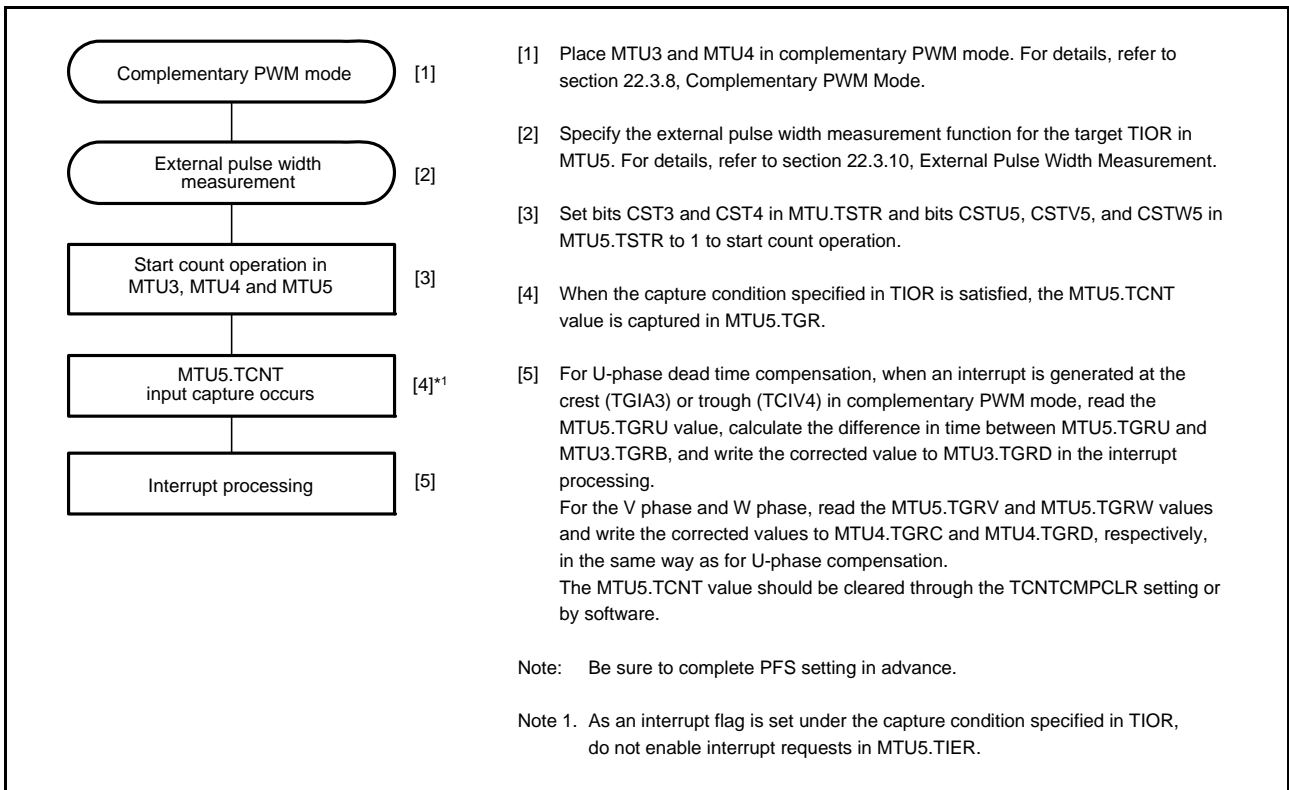 Complementary PWM mode
[1]
External pulse width
measurement
[2]
Start count operation in
MTU3, MTU4 and MTU5
[3]
MTU5.TCNT
input capture occurs
[4]*1
Interrupt processing
[5]
[1] Place MTU3 and MTU4 in complementary PWM mode. For details, refer to
section 22.3.8, Complementary PWM Mode.
[2] Specify the external pulse width measurement function for the target TIOR in
MTU5. For details, refer to section 22.3.10, External Pulse Width Measurement.
[3] Set bits CST3 and CST4 in MTU.TSTR and bits CSTU5, CSTV5, and CSTW5 in
MTU5.TSTR to 1 to start count operation.
[4] When the capture condition specified in TIOR is satisfied, the MTU5.TCNT
value is captured in MTU5.TGR.
[5] For U-phase dead time compensation, when an interrupt is generated at the
crest (TGIA3) or trough (TCIV4) in complementary PWM mode, read the
MTU5.TGRU value, calculate the difference in time between MTU5.TGRU and
MTU3.TGRB, and write the corrected value to MTU3.TGRD in the interrupt
processing.
For the V phase and W phase, read the MTU5.TGRV and MTU5.TGRW values
and write the corrected values to MTU4.TGRC and MTU4.TGRD, respectively,
in the same way as for U-phase compensation.
The MTU5.TCNT value should be cleared through the TCNTCMPCLR setting or
by software.
Note: Be sure to complete PFS setting in advance.
Note 1. As an interrupt flag is set under the capture condition specified in TIOR,
do not enable interrupt requests in MTU5.TIER.